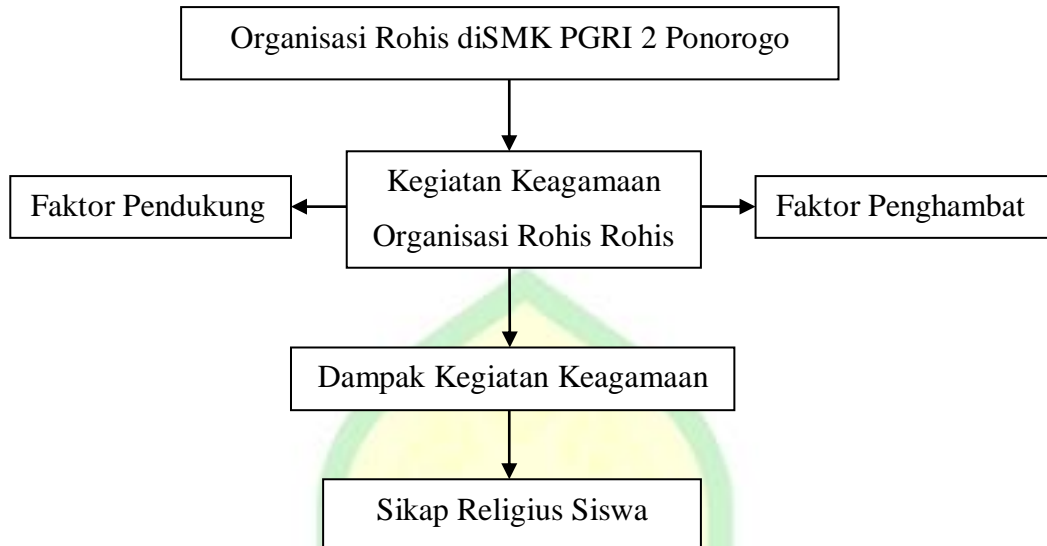 Organisasi Rohis diSMK PGRI 2 Ponorogo
Kegiatan Keagamaan
Organisasi Rohis Rohis
Faktor Pendukung
Faktor Penghambat
Dampak Kegiatan Keagamaan
Sikap Religius Siswa